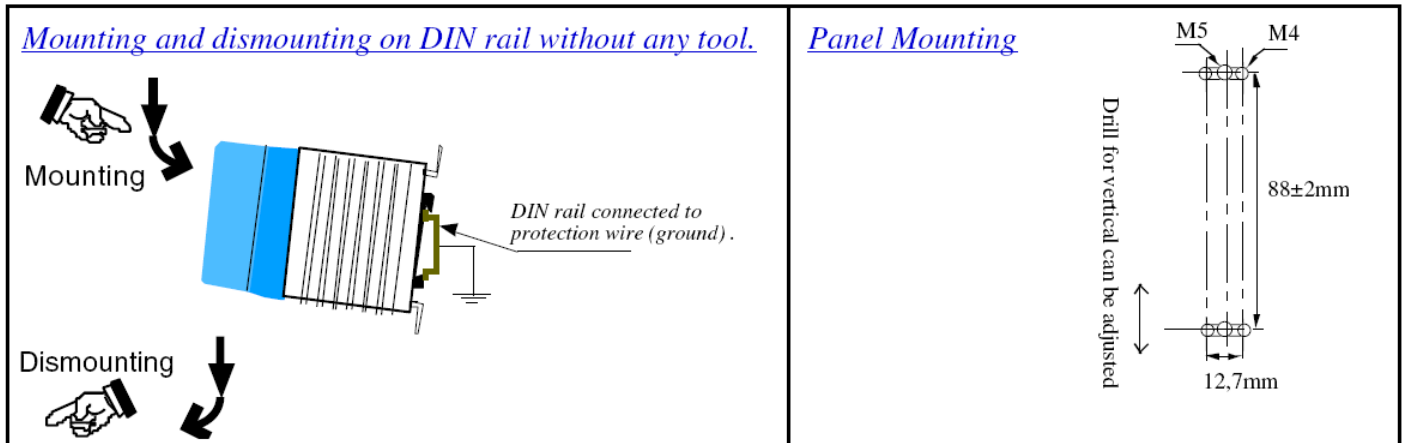 Mounting and dismounting on DIN rail without any tool.
Mounting
DIN rail connected to
protection wire (ground) .
Dismounting
Panel Mounting
M5
M4
Drill for vertical can be adjusted
88±2mm
12,7mm